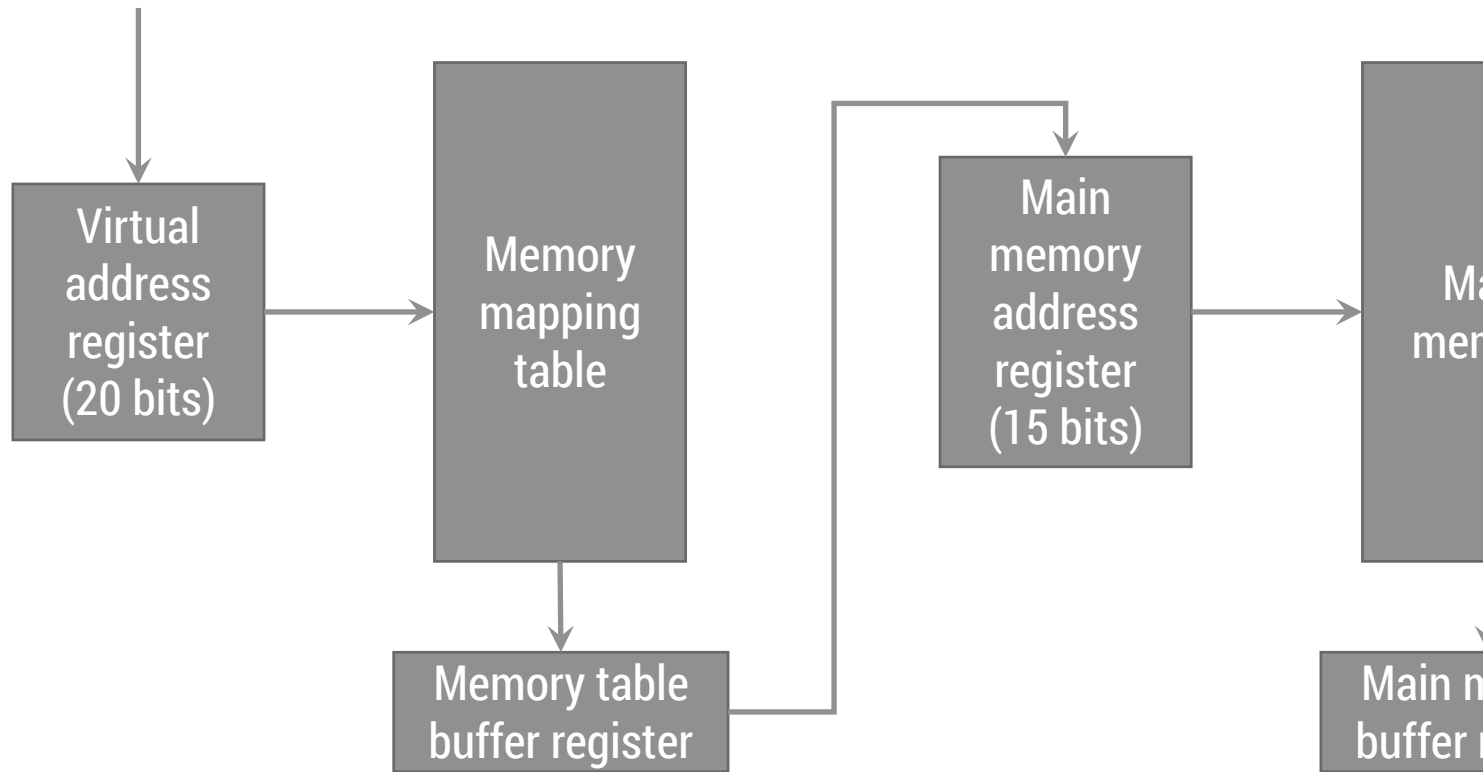 Virtual
address
register
(20 bits)
Memory
mapping
table
Memory table
buffer register
Main
memory
address
register
(15 bits)
Main
buffer